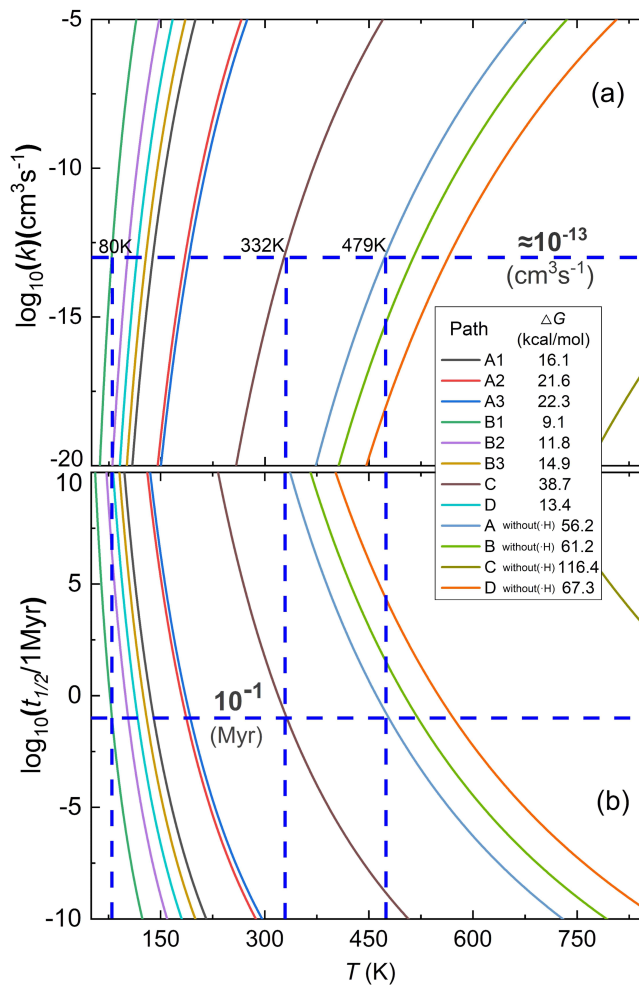 -5
(a)
log₁₀(k)(cm³s⁻¹)
-10
80K 332K 479K ≈10⁻¹³
(cm³s⁻¹)
-15
-20
Path △G
(kcal/mol)
A1 16.1
A2 21.6
A3 22.3
B1 9.1
B2 11.8
B3 14.9
C 38.7
D 13.4
A without(·H) 56.2
B without(·H) 61.2
C without(·H) 116.4
D without(·H) 67.3
10
log₁₀(t₁/₂/1Myr)
5
0
10⁻¹
(Myr)
-5
(b)
-10
150 300 450 600 750
T (K)